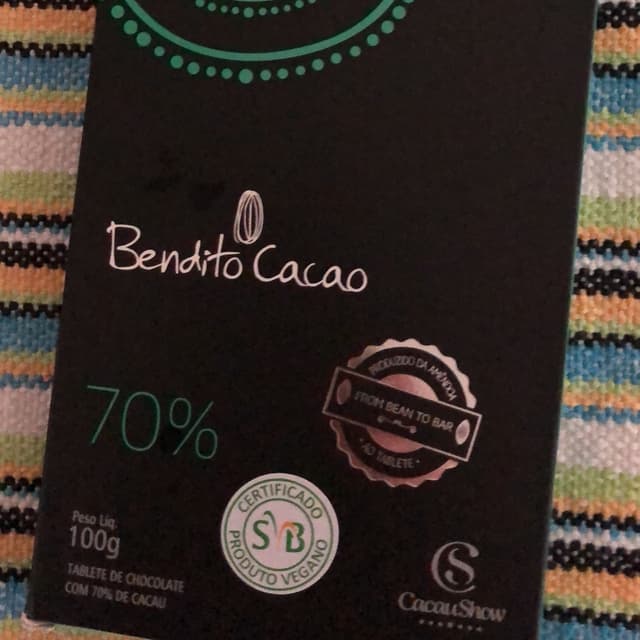 Bendito Cacao
70%
PRODUZIDO DA AMÊNDOA
FROM BEAN TO BAR
AO TABLETE
CERTIFICADO
SVB
PRODUTO VEGANO
Peso Líq.
100g
TABLETE DE CHOCOLATE
COM 70% DE CACAU
CS
CacauShow